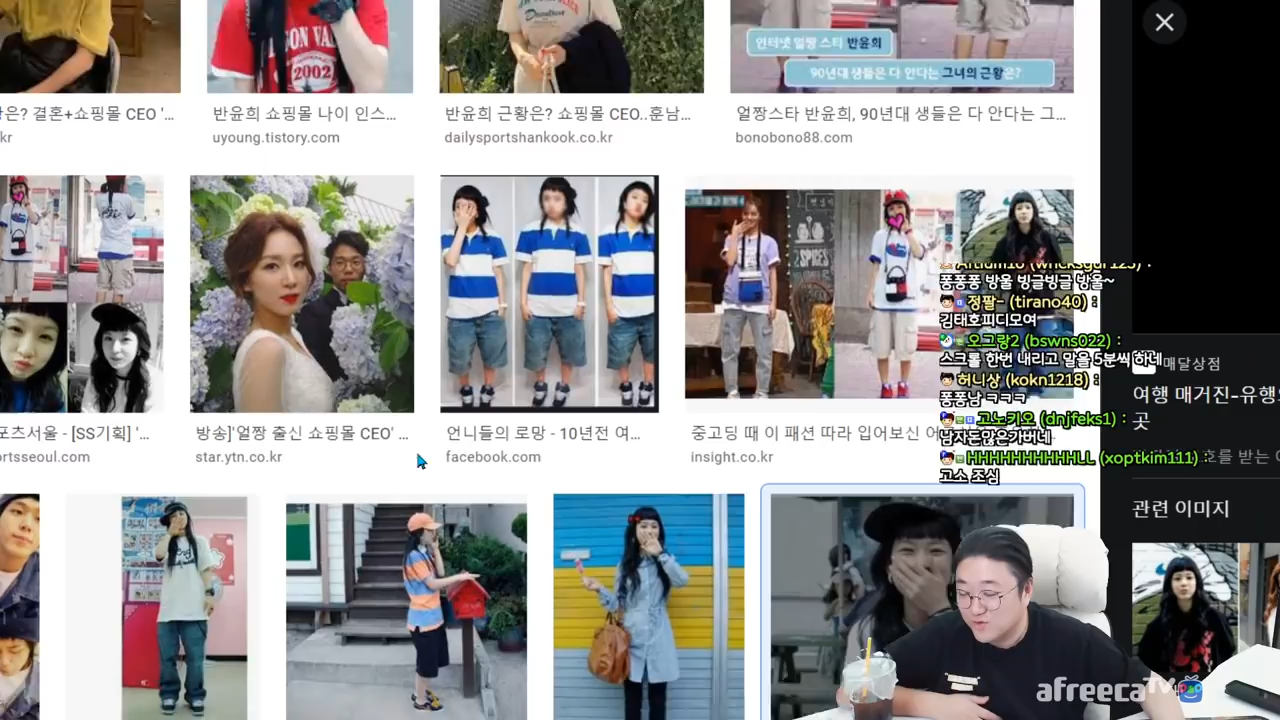 2002
인터넷 얼짱 스타 반윤희
90년대 생들은 다 안다는 그녀의 근황은?
결혼+쇼핑몰 CEO '...
반윤희 쇼핑몰 나이 인스...
반윤희 근황은? 쇼핑몰 CEO..훈남...
얼짱스타 반윤희, 90년대 생들은 다 안다는 그...
kr
uyoung.tistory.com
dailysportshankook.co.kr
bonobono88.com
SPICES
퐁퐁퐁 방울 빙글빙글 방울~
정팔- (tirano40) :
김태호피디모여
오그랑2 (bswns022) :
스크롤 한번 내리고 말을 5분씩 하네
허니상 (kokn1218) :
퐁퐁남 ㅋㅋㅋ
고노키오 (dnjfeks1) :
남자돈많은가버네
HHHHHHHHHHLL (xoptkim111) :
고소 조심
포츠서울 - [SS기획] '...
방송]'얼짱 출신 쇼핑몰 CEO' ...
언니들의 로망 - 10년전 여...
중고딩 때 이 패션 따라 입어보신
ortsseoul.com
star.ytn.co.kr
facebook.com
insight.co.kr
매달상점
여행 매거진-유행
곳
호를 받는
관련 이미지
afreecaTV